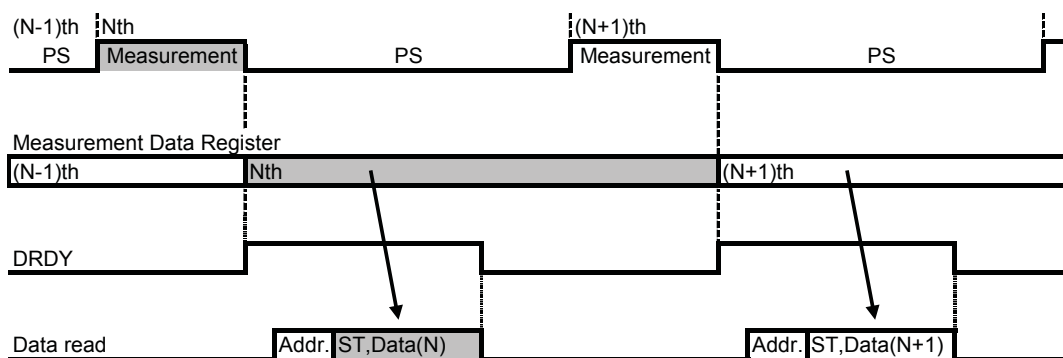 (N-1)th Nth (N+1)th
PS Measurement PS Measurement PS
Measurement Data Register
(N-1)th Nth (N+1)th
DRDY
Data read Addr. ST,Data(N) Addr. ST,Data(N+1)